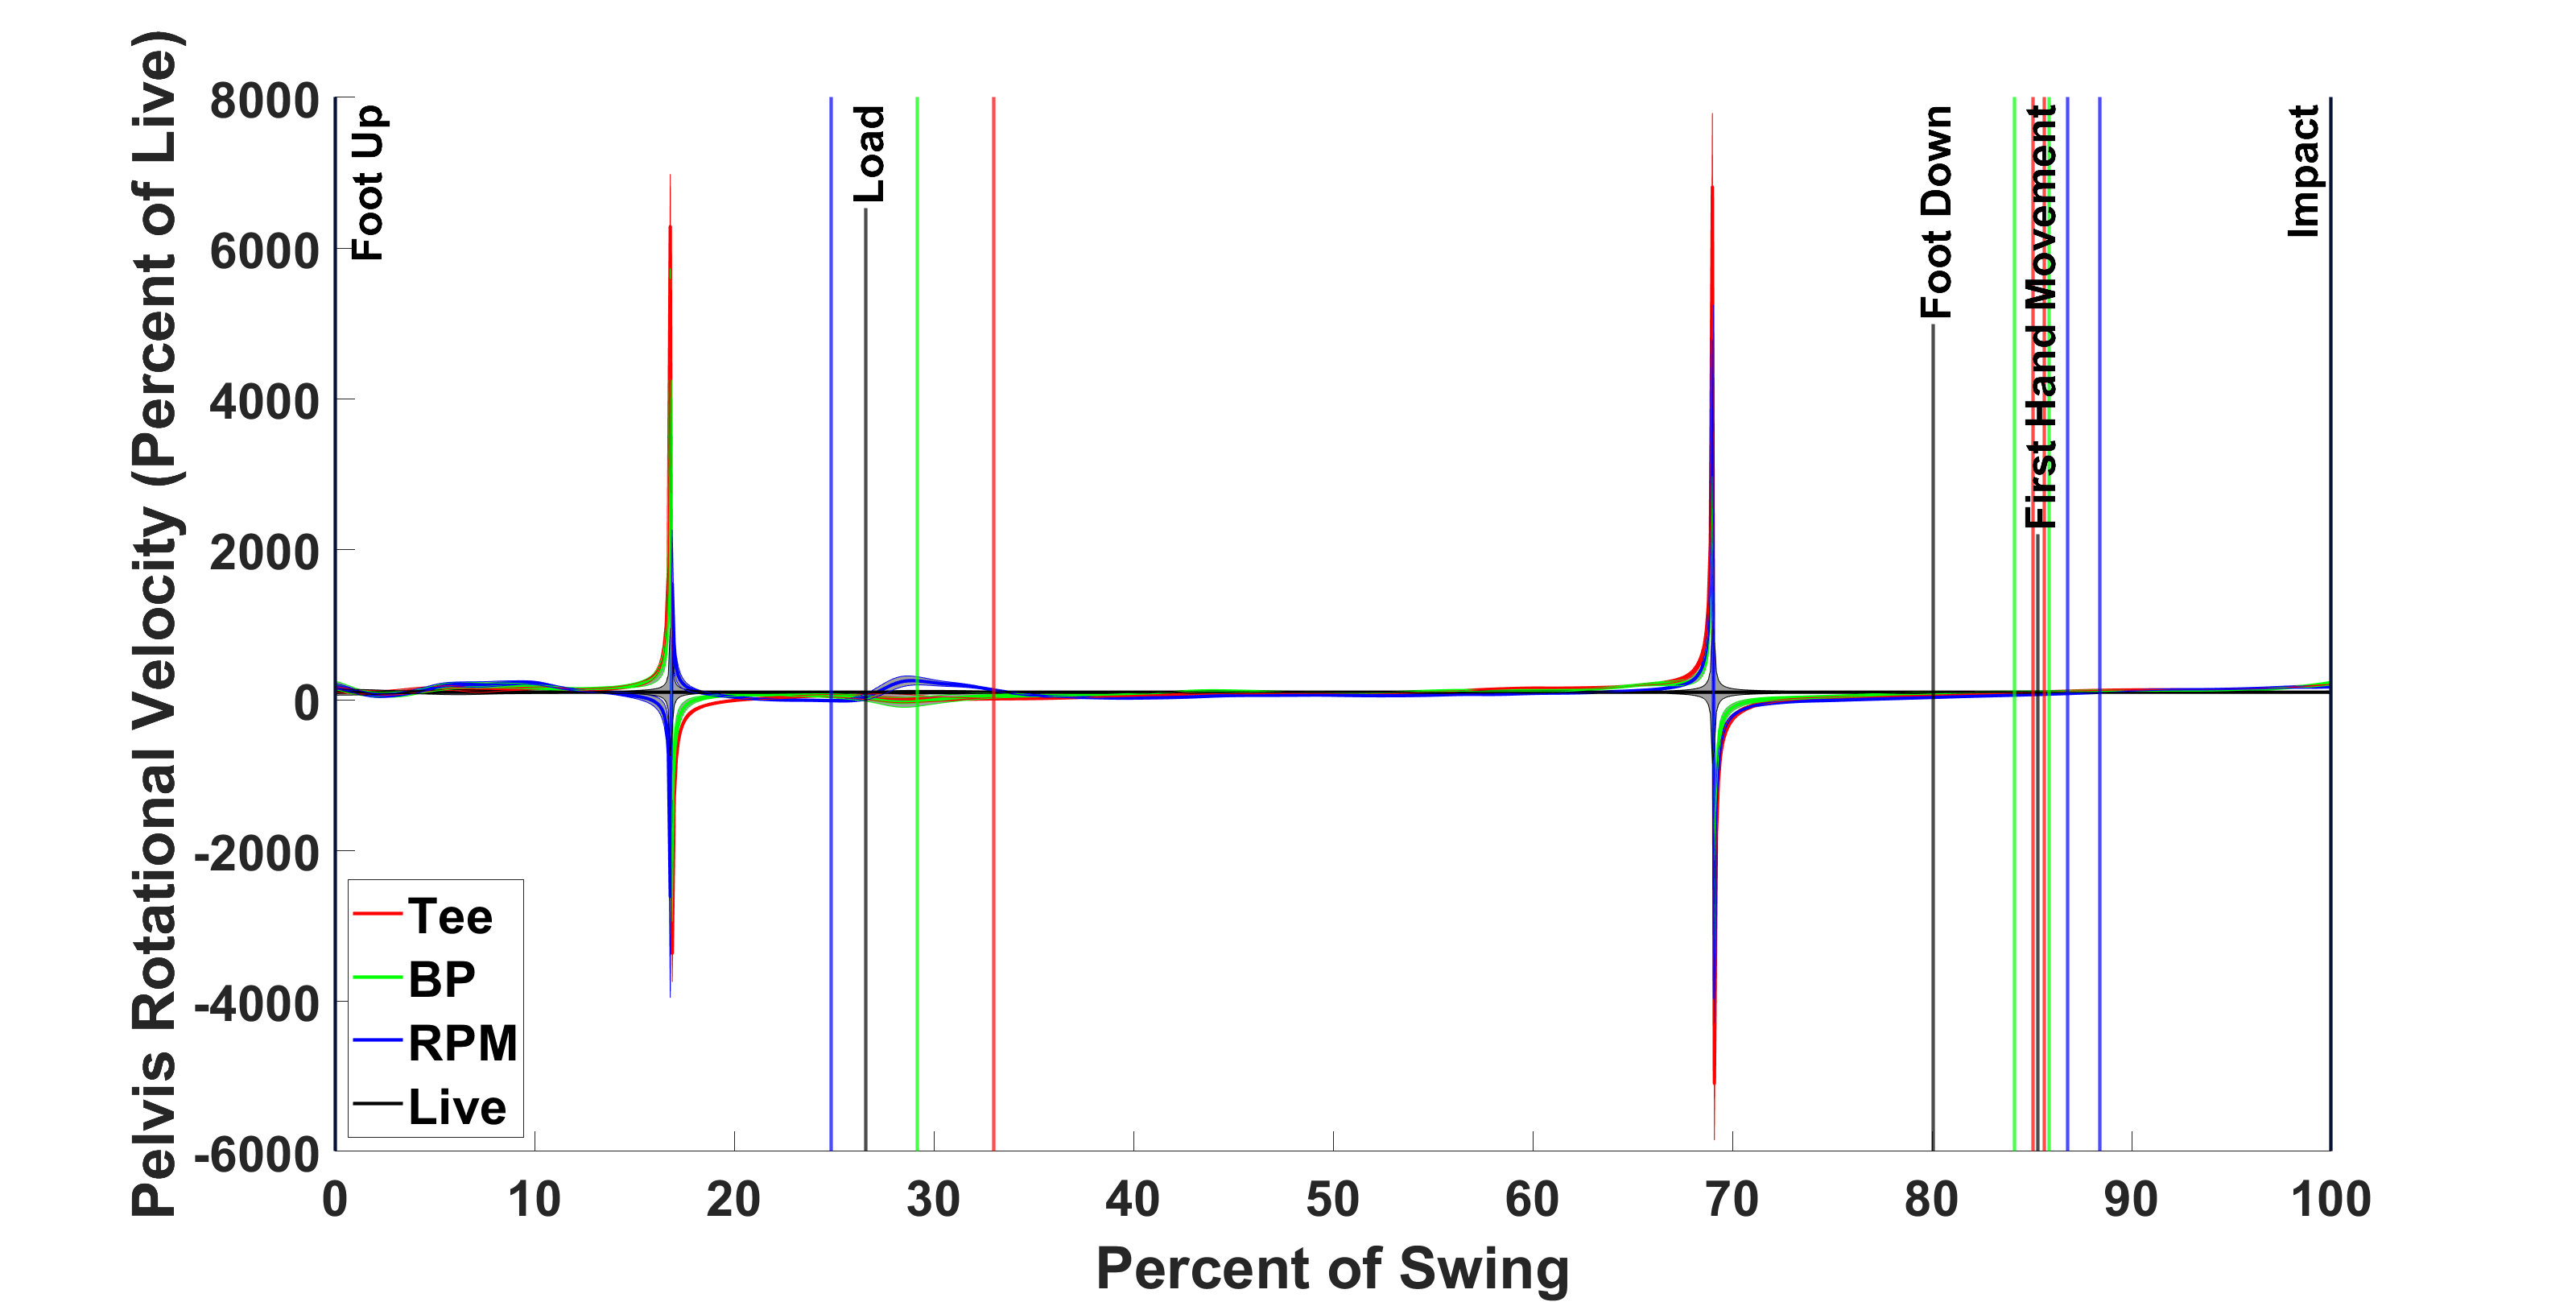 Pelvis Rotational Velocity (Percent of Live)
8000
6000
4000
2000
0
-2000
-4000
-6000
Foot Up
Load
Foot Down
First Hand Movement
Impact
Tee
BP
RPM
Live
0 10 20 30 40 50 60 70 80 90 100
Percent of Swing